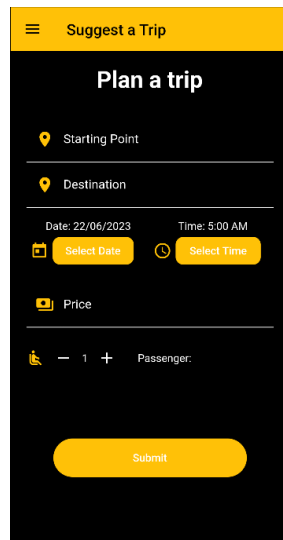 Suggest a Trip
Plan a trip
Starting Point
Destination
Date: 22/06/2023 Time: 5:00 AM
Select Date Select Time
Price
1 Passenger:
Submit